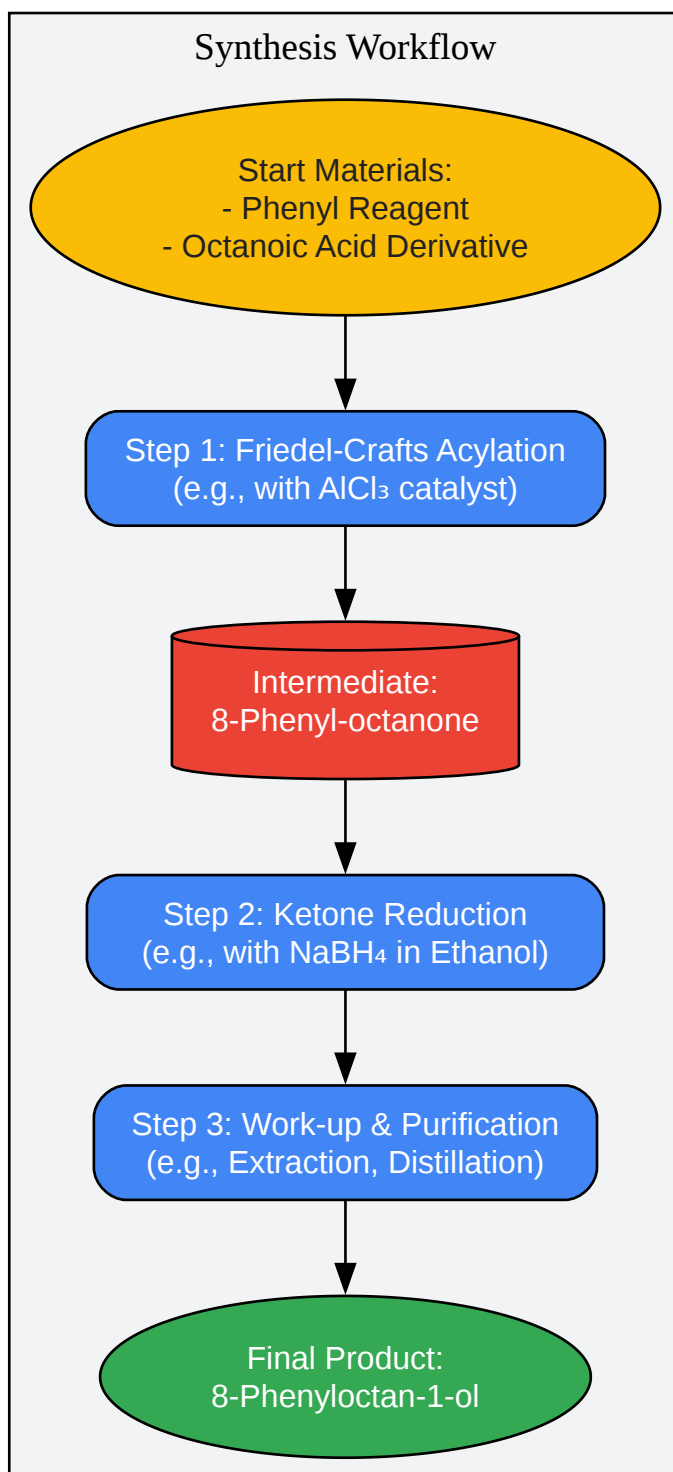 Synthesis Workflow
Start Materials:
- Phenyl Reagent
- Octanoic Acid Derivative
Step 1: Friedel-Crafts Acylation
(e.g., with AlCl₃ catalyst)
Intermediate:
8-Phenyl-octanone
Step 2: Ketone Reduction
(e.g., with NaBH₄ in Ethanol)
Step 3: Work-up & Purification
(e.g., Extraction, Distillation)
Final Product:
8-Phenyloctan-1-ol